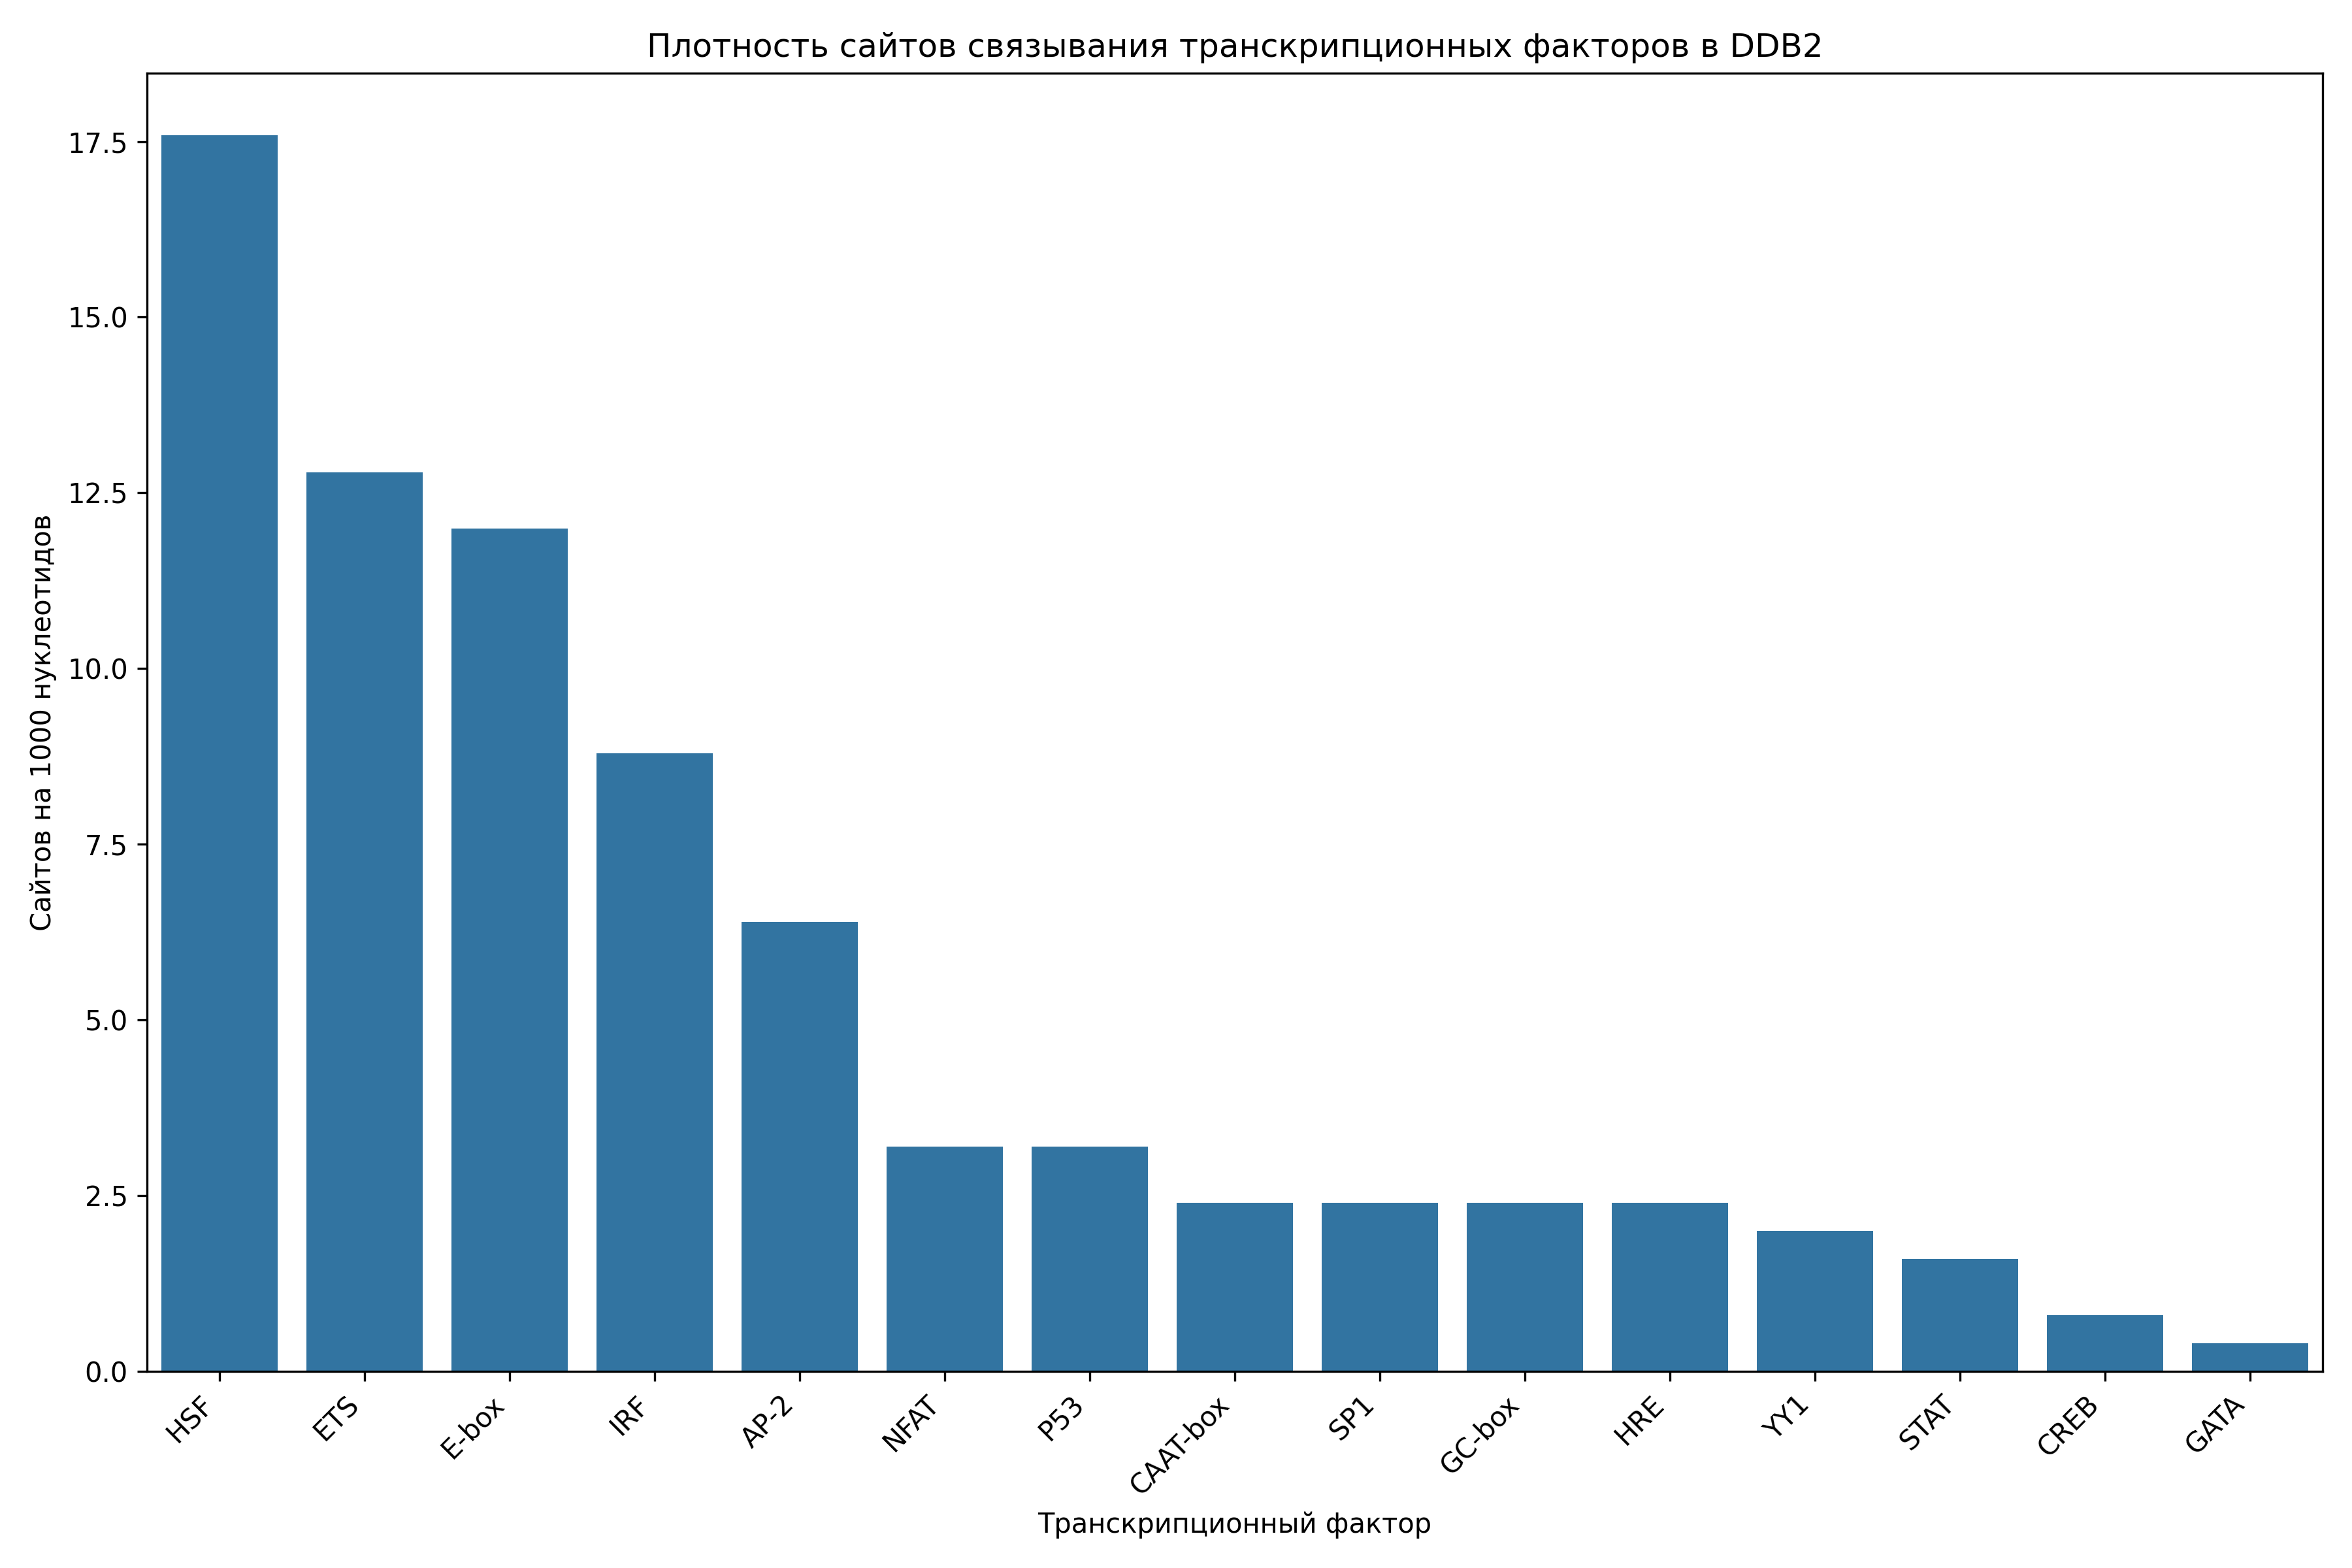 Плотность сайтов связывания транскрипционных факторов в DDB2
Сайтов на 1000 нуклеотидов
17.5
15.0
12.5
10.0
7.5
5.0
2.5
0.0
HSF
ETS
E-box
IRF
AP-2
NFAT
P53
CAAT-box
SP1
GC-box
HRE
YY1
STAT
CREB
GATA
Транскрипционный фактор